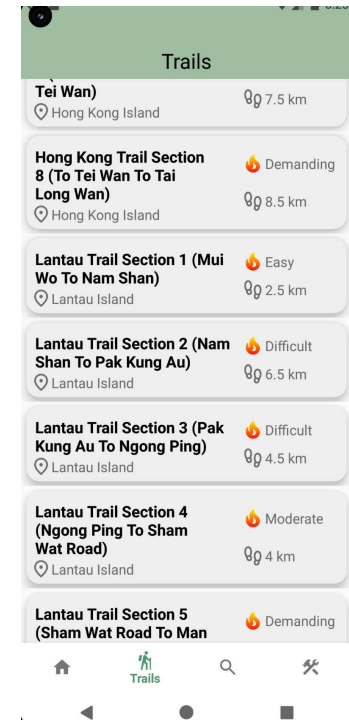 Trails
Tei Wan)
7.5 km
Hong Kong Island
Hong Kong Trail Section
8 (To Tei Wan To Tai
Long Wan)
Demanding
8.5 km
Hong Kong Island
Lantau Trail Section 1 (Mui
Wo To Nam Shan)
Easy
2.5 km
Lantau Island
Lantau Trail Section 2 (Nam
Shan To Pak Kung Au)
Difficult
6.5 km
Lantau Island
Lantau Trail Section 3 (Pak
Kung Au To Ngong Ping)
Difficult
4.5 km
Lantau Island
Lantau Trail Section 4
(Ngong Ping To Sham
Wat Road)
Moderate
4 km
Lantau Island
Lantau Trail Section 5
(Sham Wat Road To Man
Demanding
Trails